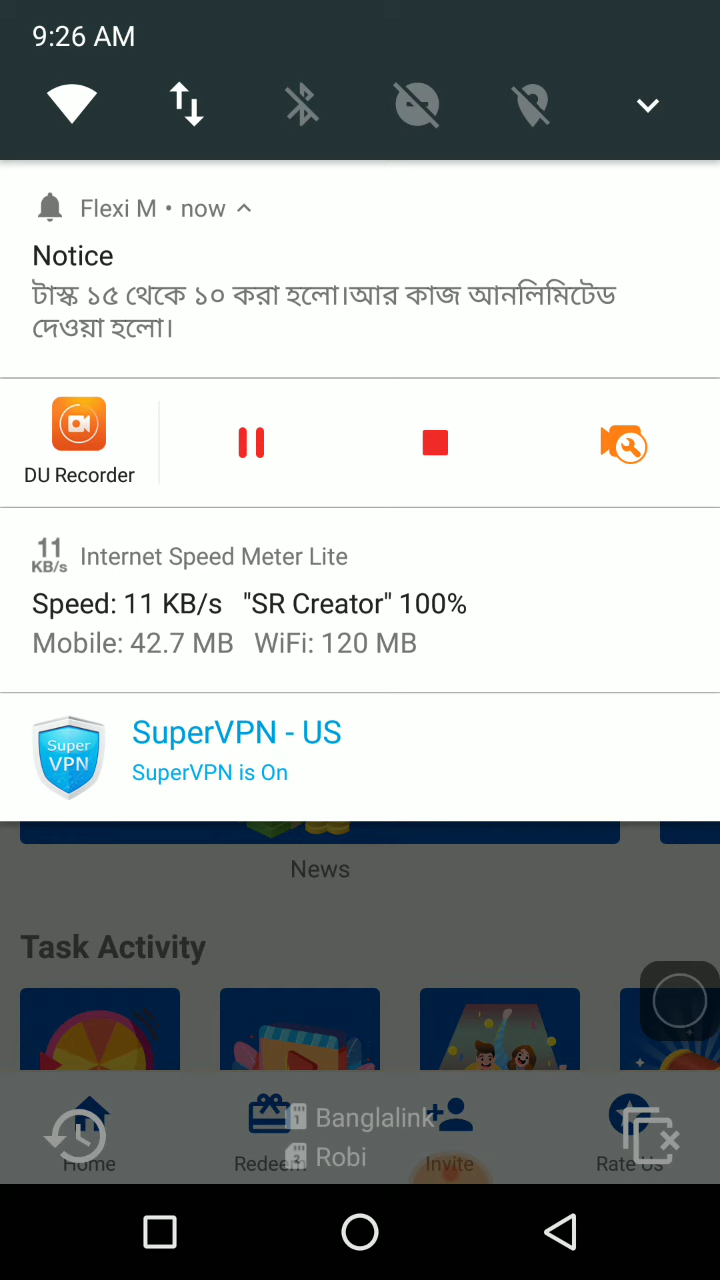 9:26 AM
Flexi M • now
Notice
টাস্ক ১৫ থেকে ১০ করা হলো।আর কাজ আনলিমিটেড
দেওয়া হলো।
DU Recorder
11
KB/s
Internet Speed Meter Lite
Speed: 11 KB/s "SR Creator" 100%
Mobile: 42.7 MB WiFi: 120 MB
Super
VPN
SuperVPN - US
SuperVPN is On
News
Task Activity
1 Banglalink
2 Robi
Home
Redeem
Invite
Rate Us